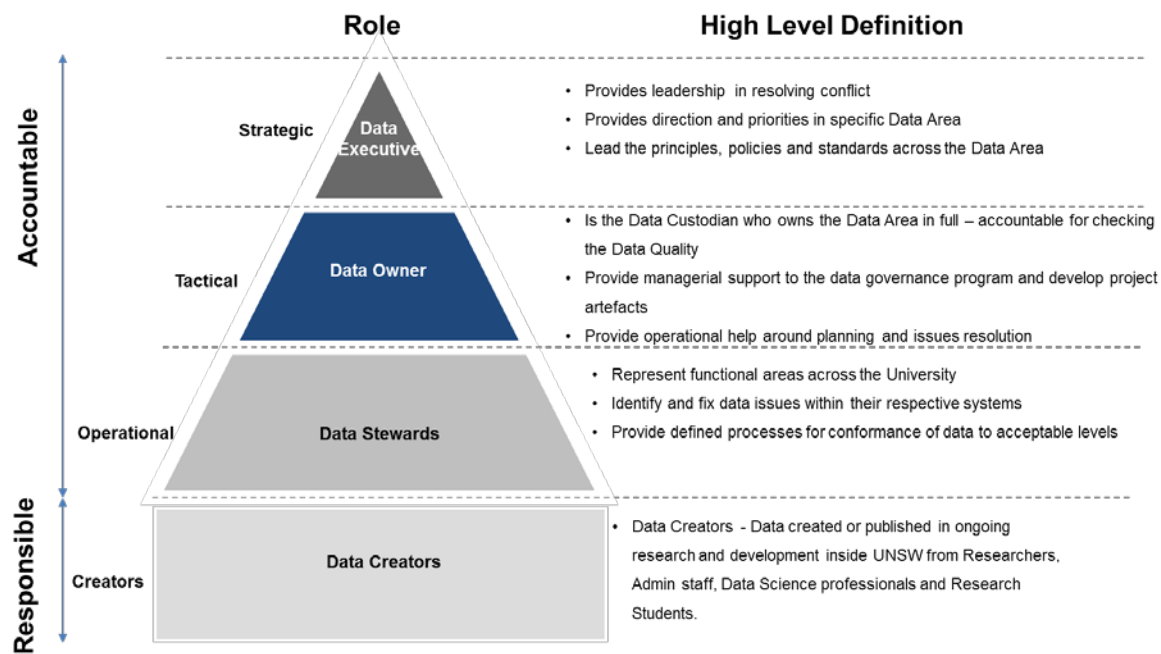 Role
High Level Definition
Accountable
Strategic
Data
Executive
• Provides leadership in resolving conflict
• Provides direction and priorities in specific Data Area
• Lead the principles, policies and standards across the Data Area
Tactical
Data Owner
• Is the Data Custodian who owns the Data Area in full – accountable for checking
the Data Quality
• Provide managerial support to the data governance program and develop project
artefacts
• Provide operational help around planning and issues resolution
Operational
Data Stewards
• Represent functional areas across the University
• Identify and fix data issues within their respective systems
• Provide defined processes for conformance of data to acceptable levels
Responsible
Creators
Data Creators
• Data Creators - Data created or published in ongoing
research and development inside UNSW from Researchers,
Admin staff, Data Science professionals and Research
Students.